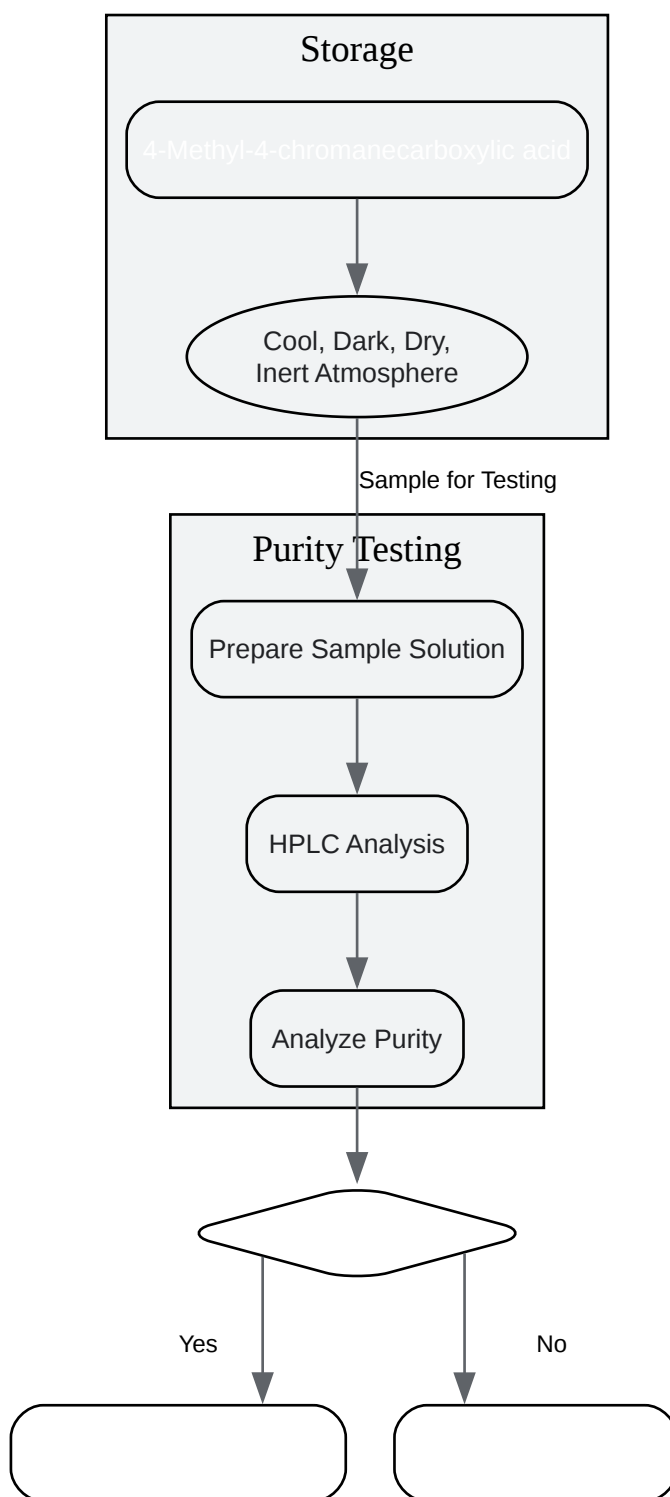 Storage
4-Methyl-4-chromanecarboxylic acid
Cool, Dark, Dry,
Inert Atmosphere
Sample for Testing
Purity Testing
Prepare Sample Solution
HPLC Analysis
Analyze Purity
Yes
No